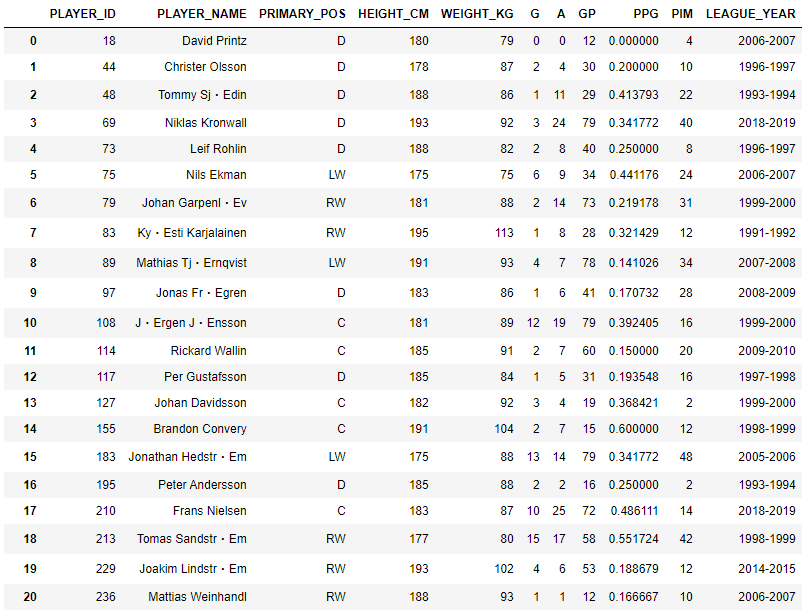 PLAYER_ID PLAYER_NAME PRIMARY_POS HEIGHT_CM WEIGHT_KG G A GP PPG PIM LEAGUE_YEAR
0 18 David Printz D 180 79 0 0 12 0.000000 4 2006-2007
1 44 Christer Olsson D 178 87 2 4 30 0.200000 10 1996-1997
2 48 Tommy Sj・Edin D 188 86 1 11 29 0.413793 22 1993-1994
3 69 Niklas Kronwall D 193 92 3 24 79 0.341772 40 2018-2019
4 73 Leif Rohlin D 188 82 2 8 40 0.250000 8 1996-1997
5 75 Nils Ekman LW 175 75 6 9 34 0.441176 24 2006-2007
6 79 Johan Garpenl・Ev RW 181 88 2 14 73 0.219178 31 1999-2000
7 83 Ky・Esti Karjalainen RW 195 113 1 8 28 0.321429 12 1991-1992
8 89 Mathias Tj・Ernqvist LW 191 93 4 7 78 0.141026 34 2007-2008
9 97 Jonas Fr・Egren D 183 86 1 6 41 0.170732 28 2008-2009
10 108 J・Ergen J・Ensson C 181 89 12 19 79 0.392405 16 1999-2000
11 114 Rickard Wallin C 185 91 2 7 60 0.150000 20 2009-2010
12 117 Per Gustafsson D 185 84 1 5 31 0.193548 16 1997-1998
13 127 Johan Davidsson C 182 92 3 4 19 0.368421 2 1999-2000
14 155 Brandon Convery C 191 104 2 7 15 0.600000 12 1998-1999
15 183 Jonathan Hedstr・Em LW 175 88 13 14 79 0.341772 48 2005-2006
16 195 Peter Andersson D 185 88 2 2 16 0.250000 2 1993-1994
17 210 Frans Nielsen C 183 87 10 25 72 0.486111 14 2018-2019
18 213 Tomas Sandstr・Em RW 177 80 15 17 58 0.551724 42 1998-1999
19 229 Joakim Lindstr・Em RW 193 102 4 6 53 0.188679 12 2014-2015
20 236 Mattias Weinhandl RW 188 93 1 1 12 0.166667 10 2006-2007